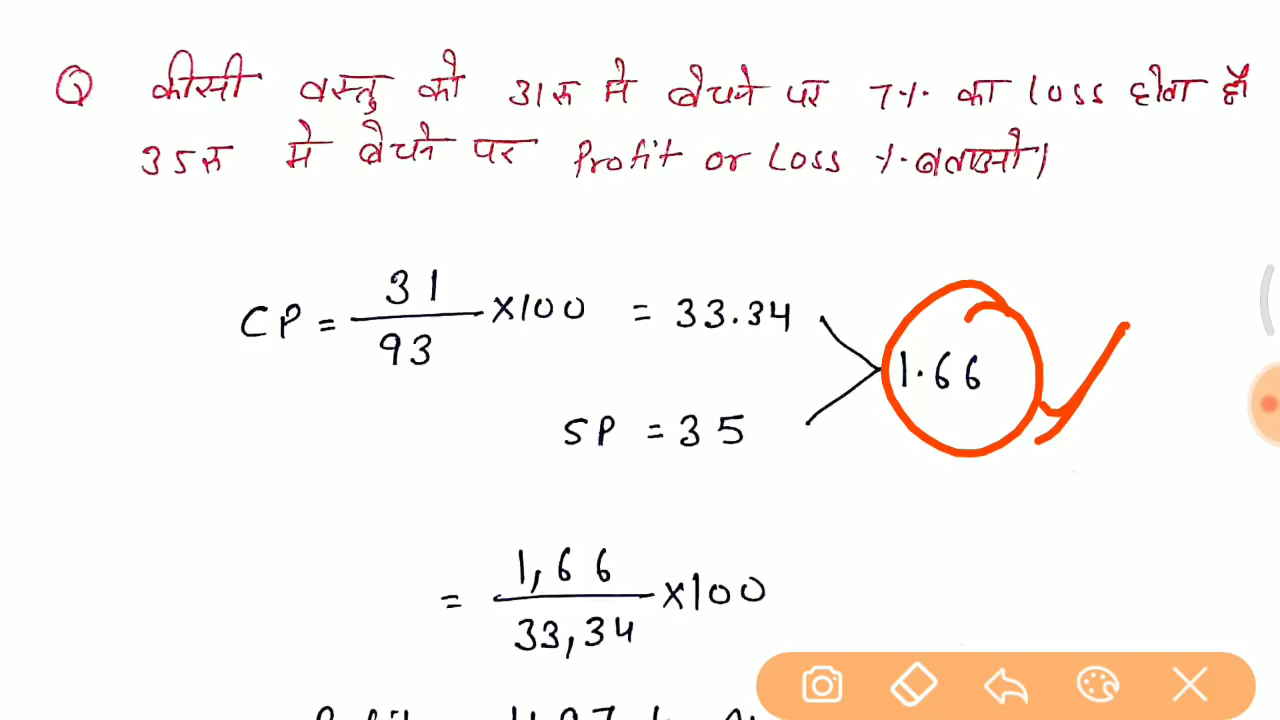 Q कीसी वस्तु को 31रु मे बेचने पर 7% का loss होता है
35रु मे बेचने पर Profit or Loss % बताओ।
CP = 31/93 ×100 = 33.34
1.66
SP = 35
= 1,66/33,34 ×100